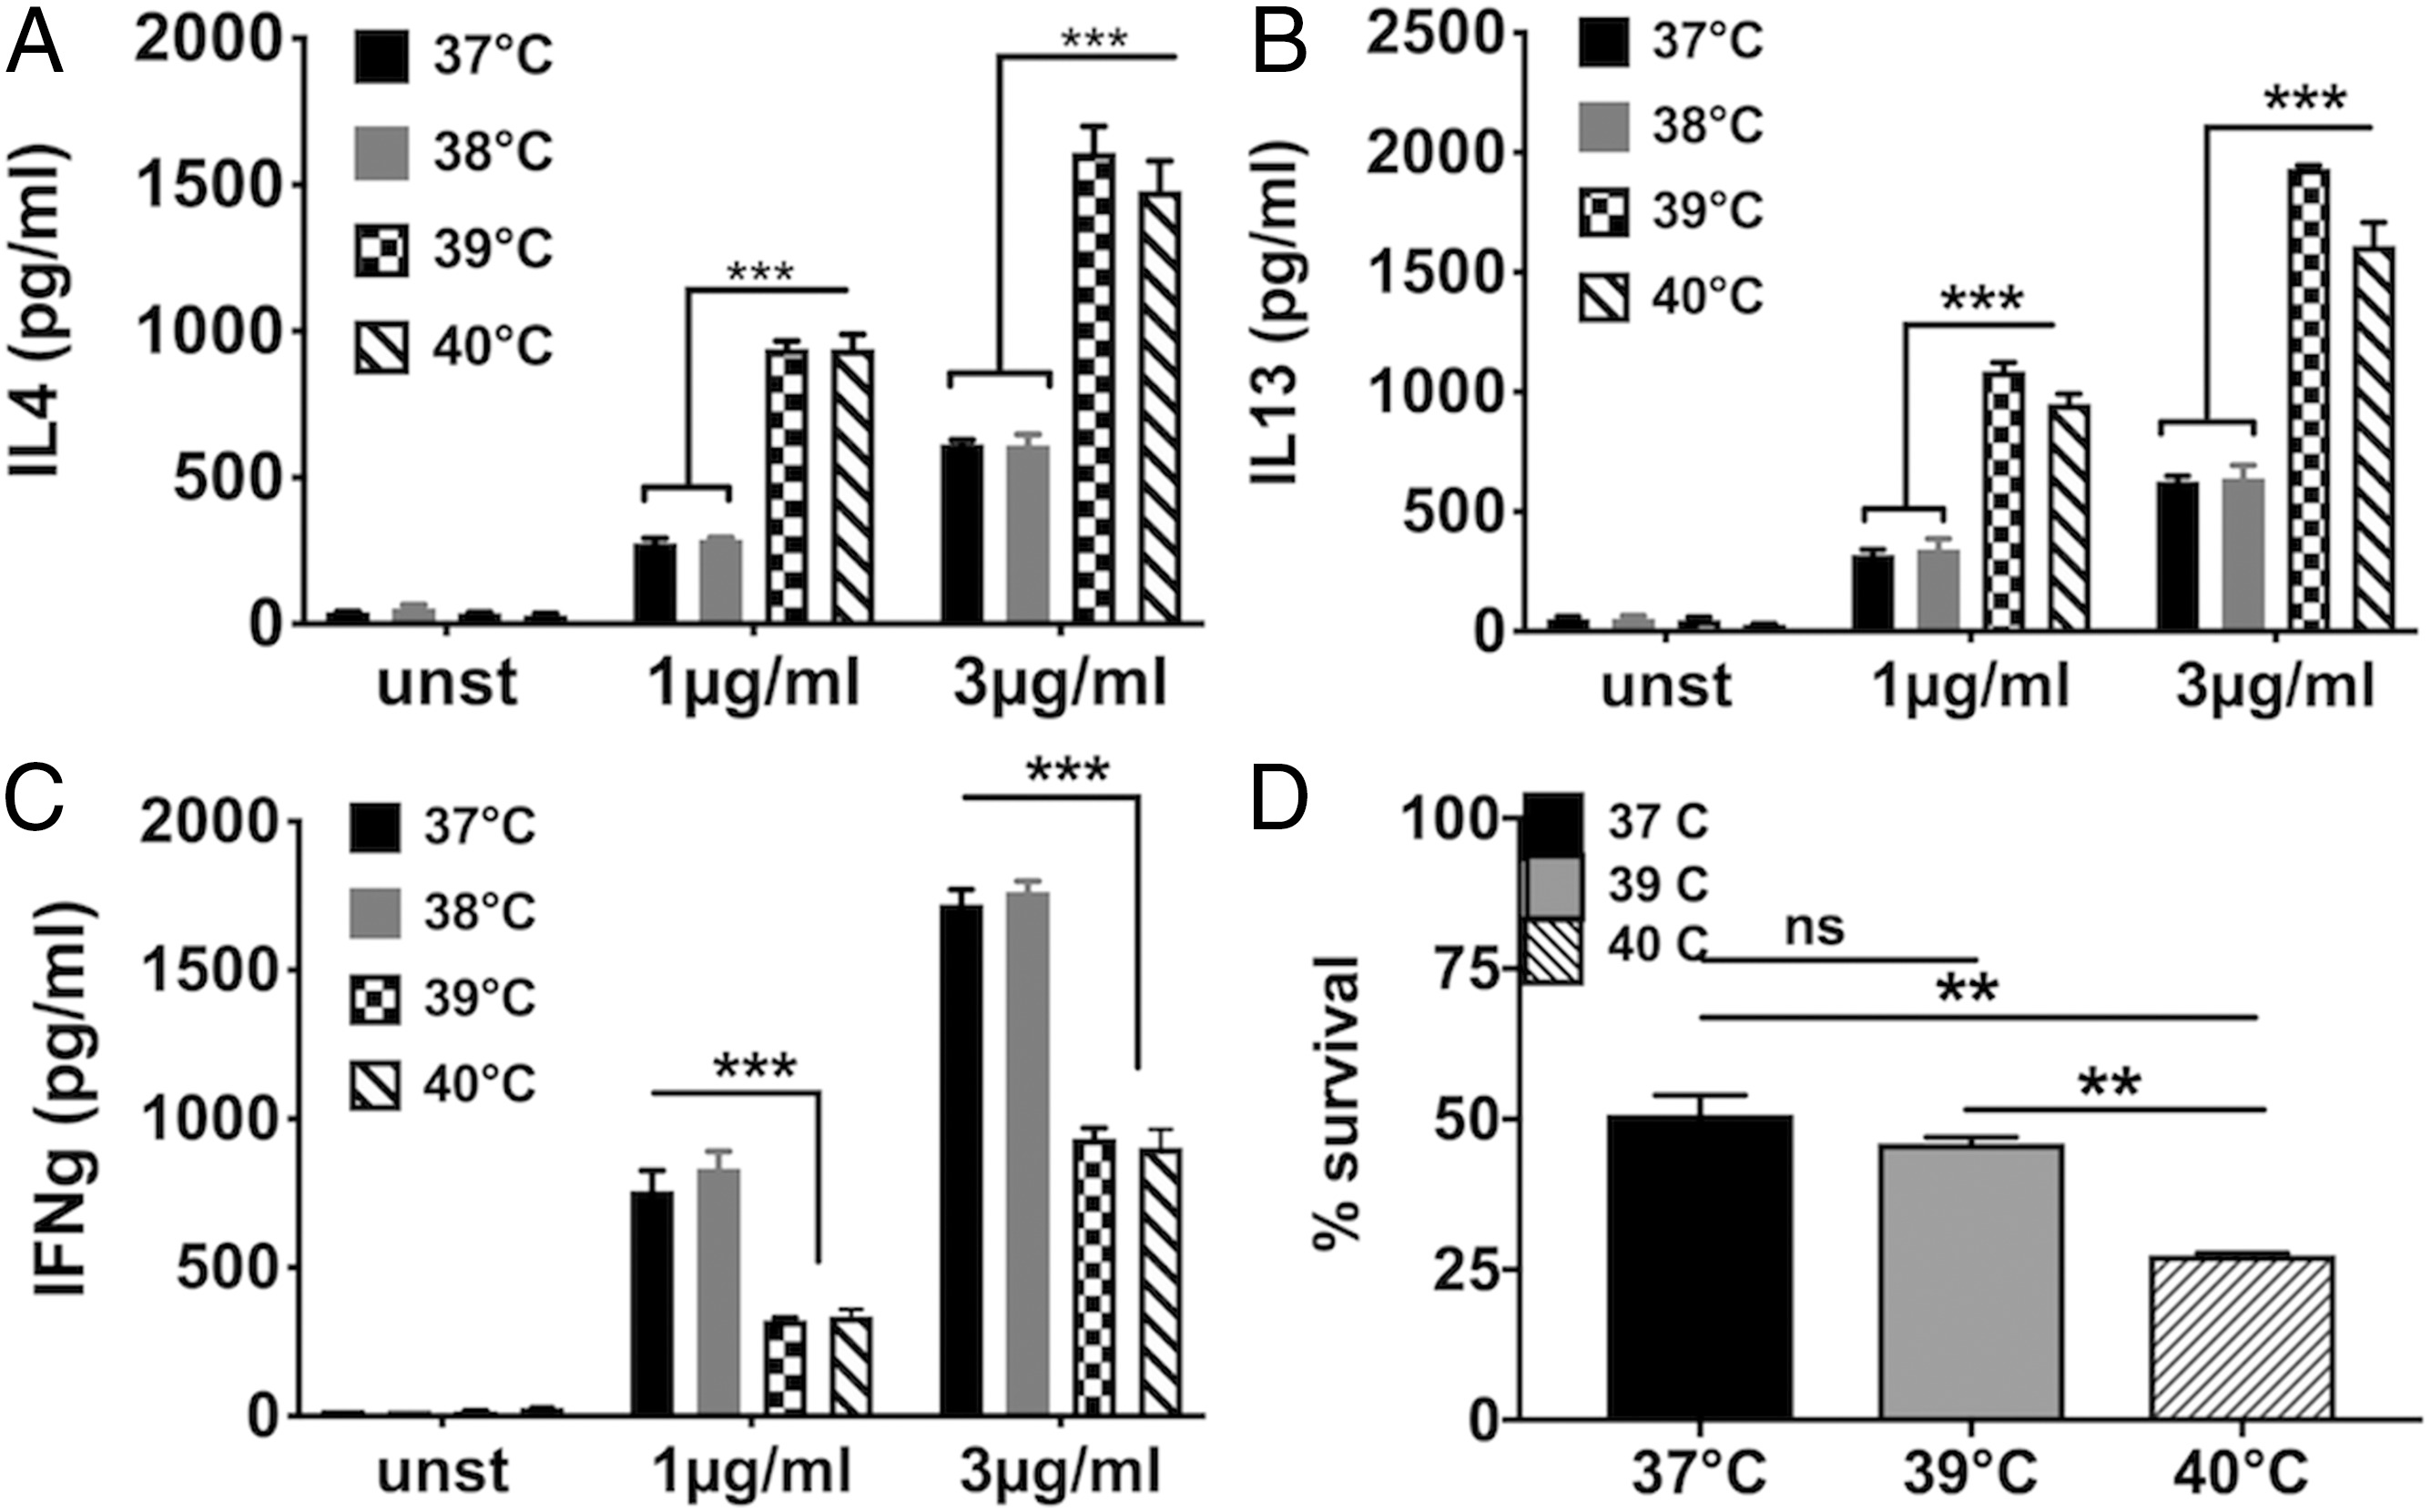 A
IL4 (pg/ml)
2000
1500
1000
500
0
37°C
38°C
39°C
40°C
***
***
unst 1µg/ml 3µg/ml
B
IL13 (pg/ml)
2500
2000
1500
1000
500
0
37°C
38°C
39°C
40°C
***
***
unst 1µg/ml 3µg/ml
C
IFNg (pg/ml)
2000
1500
1000
500
0
37°C
38°C
39°C
40°C
***
***
unst 1µg/ml 3µg/ml
D
% survival
100
75
50
25
0
37 C
39 C
40 C
ns
**
**
37°C 39°C 40°C